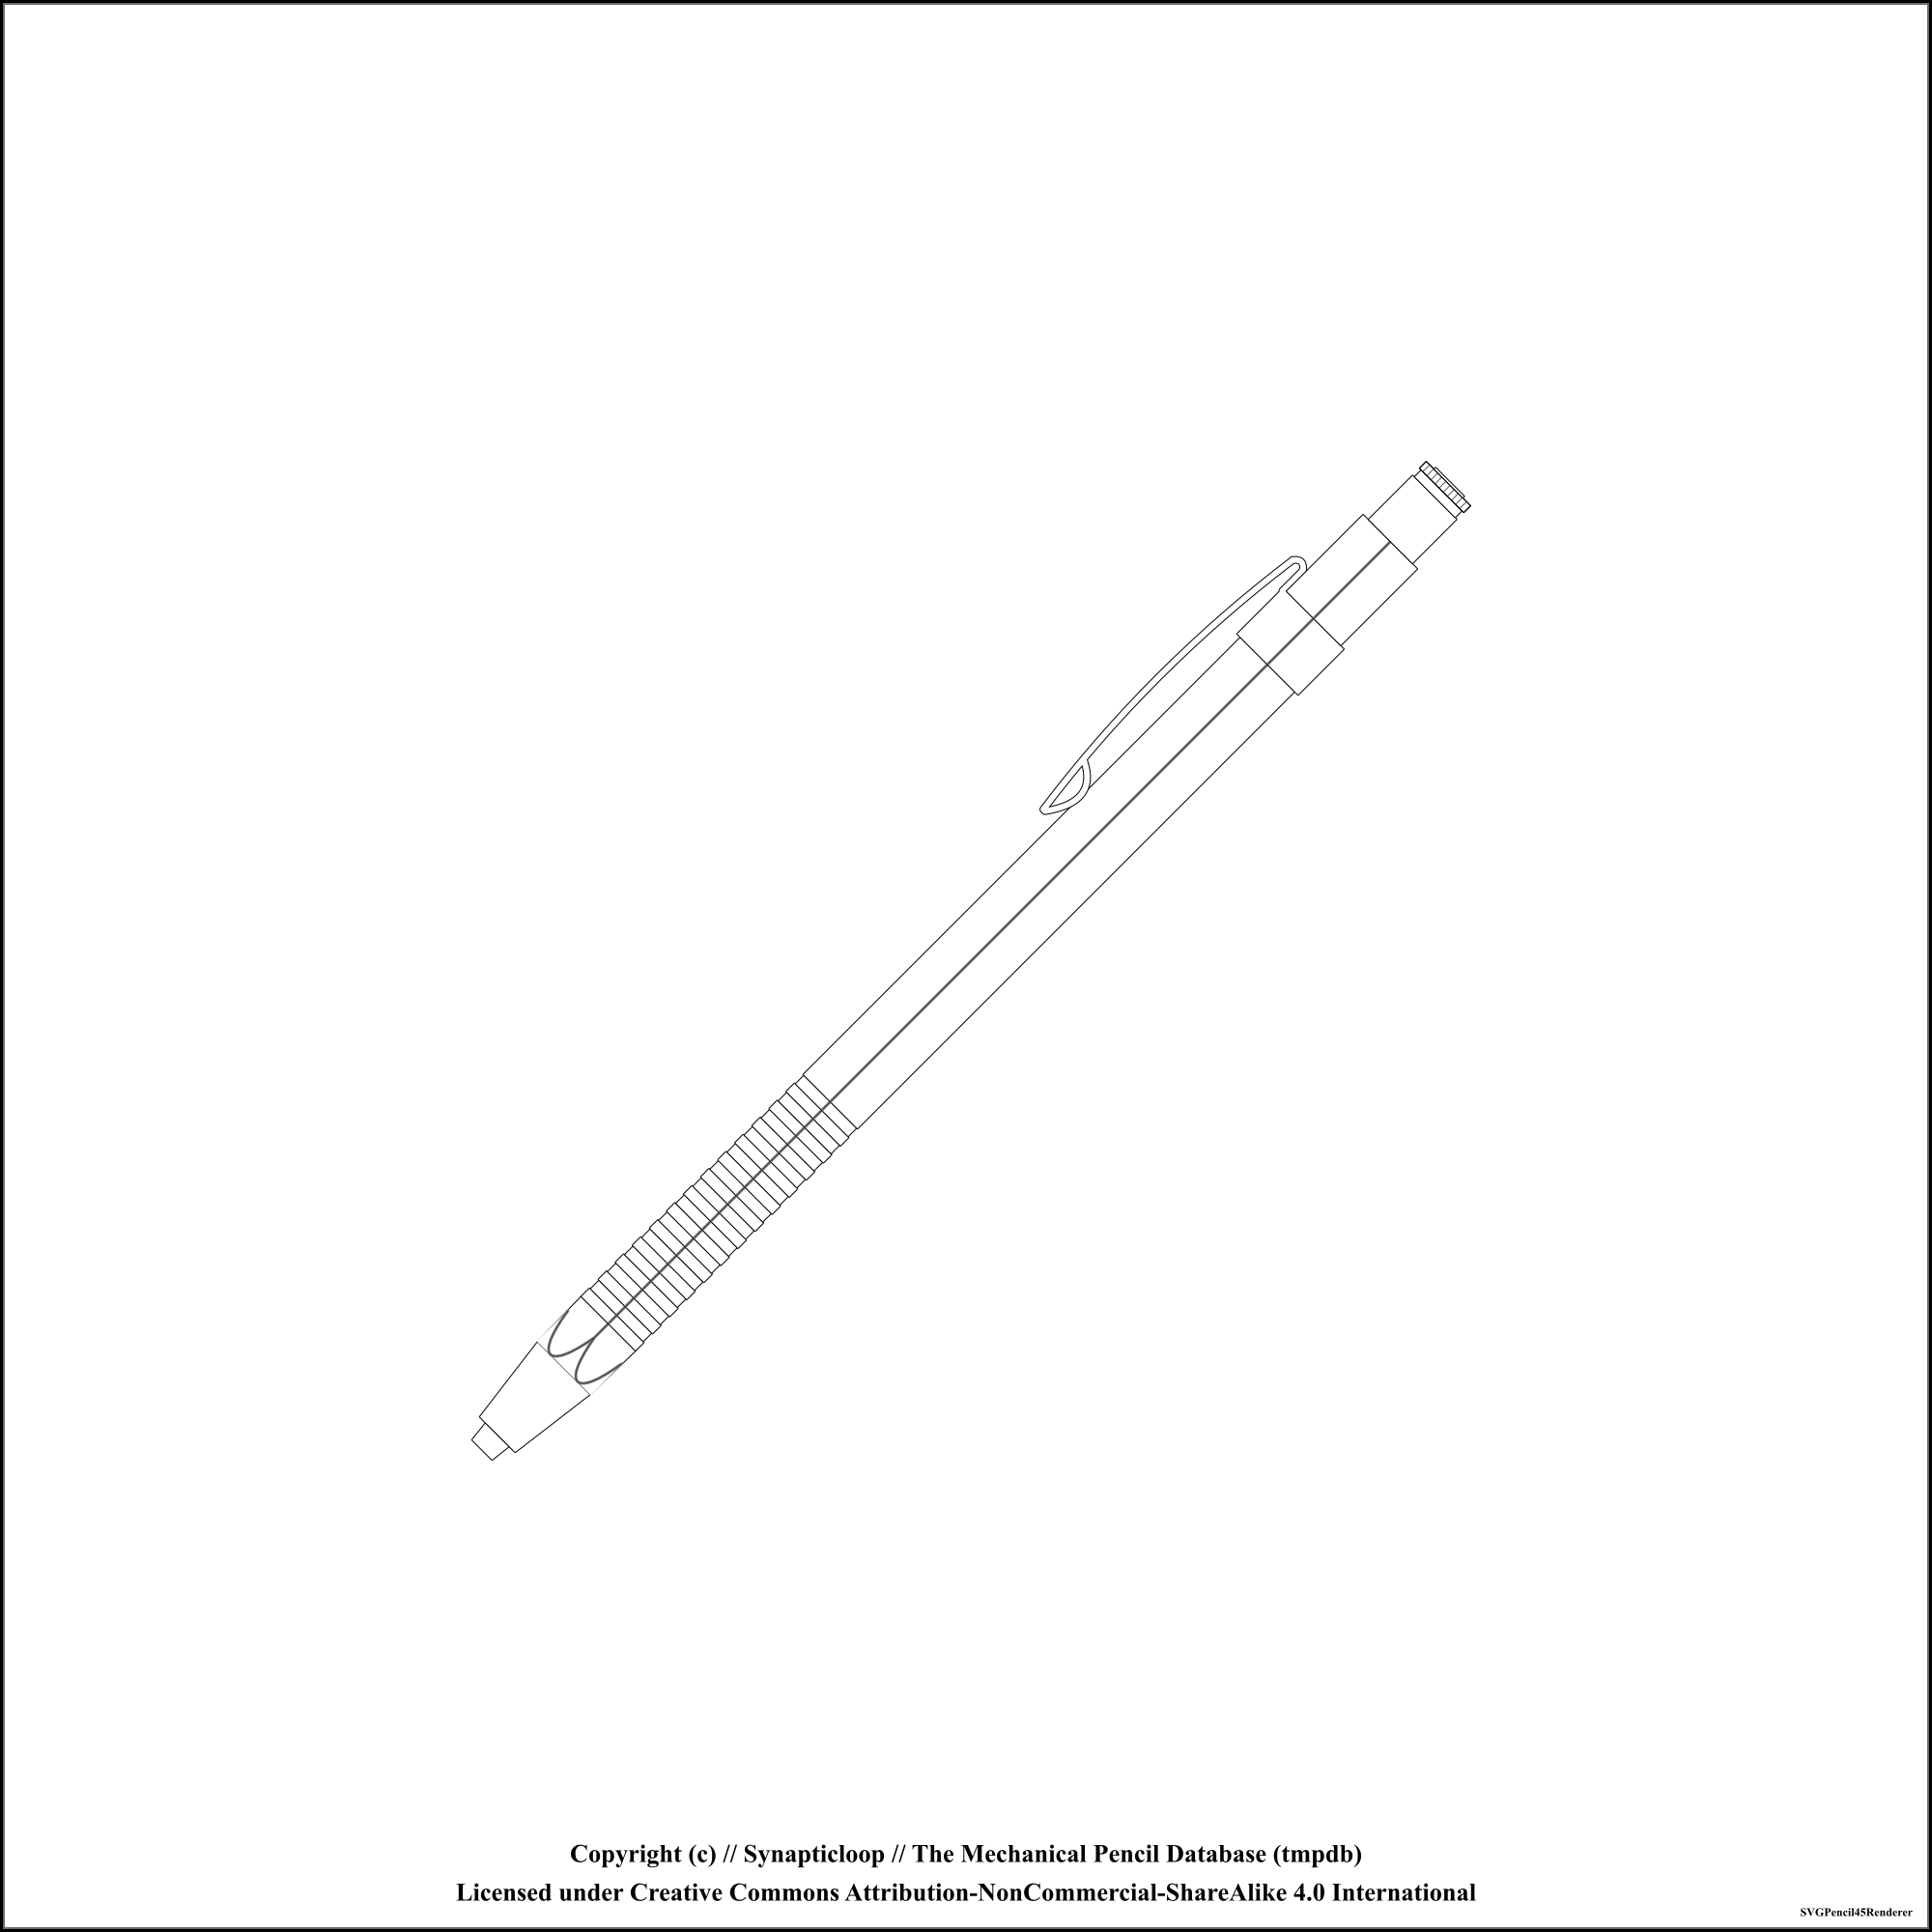 Copyright (c) // Synapticloop // The Mechanical Pencil Database (tmpdb)
Licensed under Creative Commons Attribution-NonCommercial-ShareAlike 4.0 International
SVGPencil45Renderer